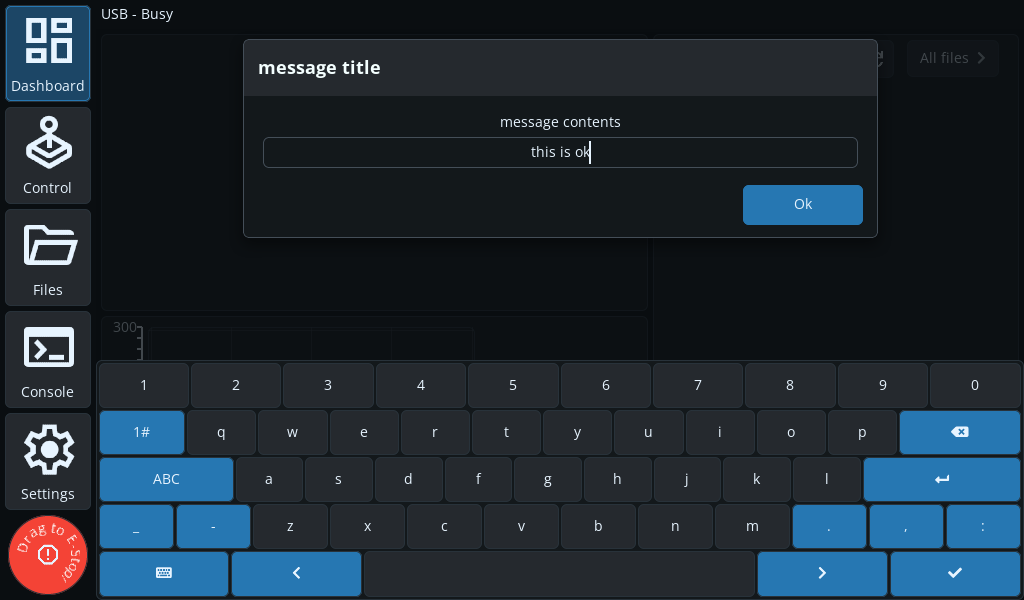 USB - Busy
Dashboard
Control
Files
Console
Settings
Drag to E-Stop!
All files
message title
message contents
this is ok
Ok
300
1 2 3 4 5 6 7 8 9 0
1# q w e r t y u i o p
ABC a s d f g h j k l
_ - z x c v b n m . , :